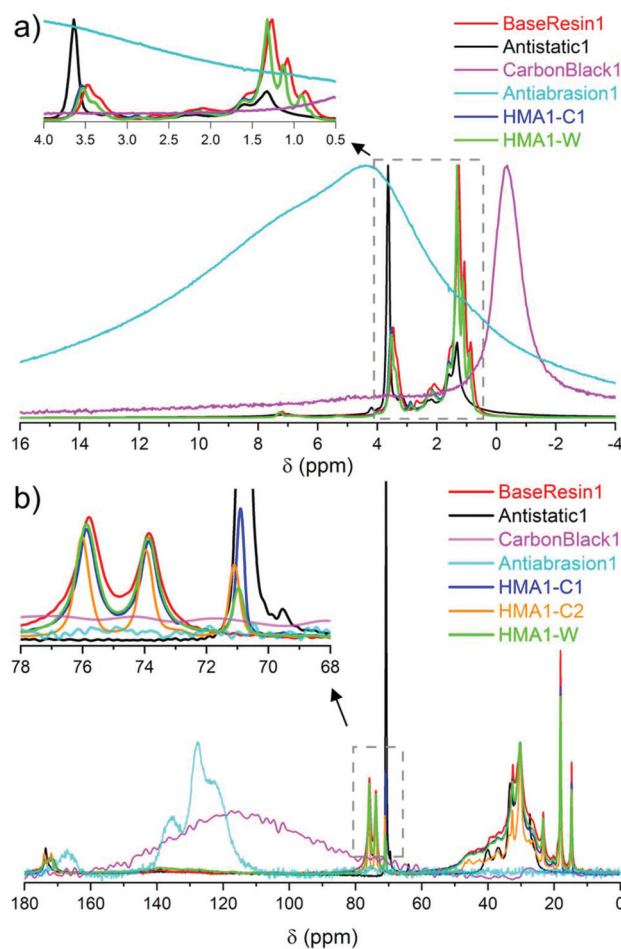 a)
BaseResin1
Antistatic1
CarbonBlack1
Antiabrasion1
HMA1-C1
HMA1-W
4.0 3.5 3.0 2.5 2.0 1.5 1.0 0.5
16 14 12 10 8 6 4 2 0 -2 -4
δ (ppm)
b)
BaseResin1
Antistatic1
CarbonBlack1
Antiabrasion1
HMA1-C1
HMA1-C2
HMA1-W
78 76 74 72 70 68
180 160 140 120 100 80 60 40 20 0
δ (ppm)